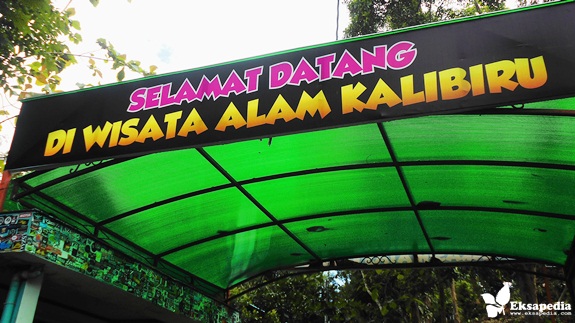 SELAMAT DATANG
DI WISATA ALAM KALIBIRU
Eksapedia
www.eksapedia.com